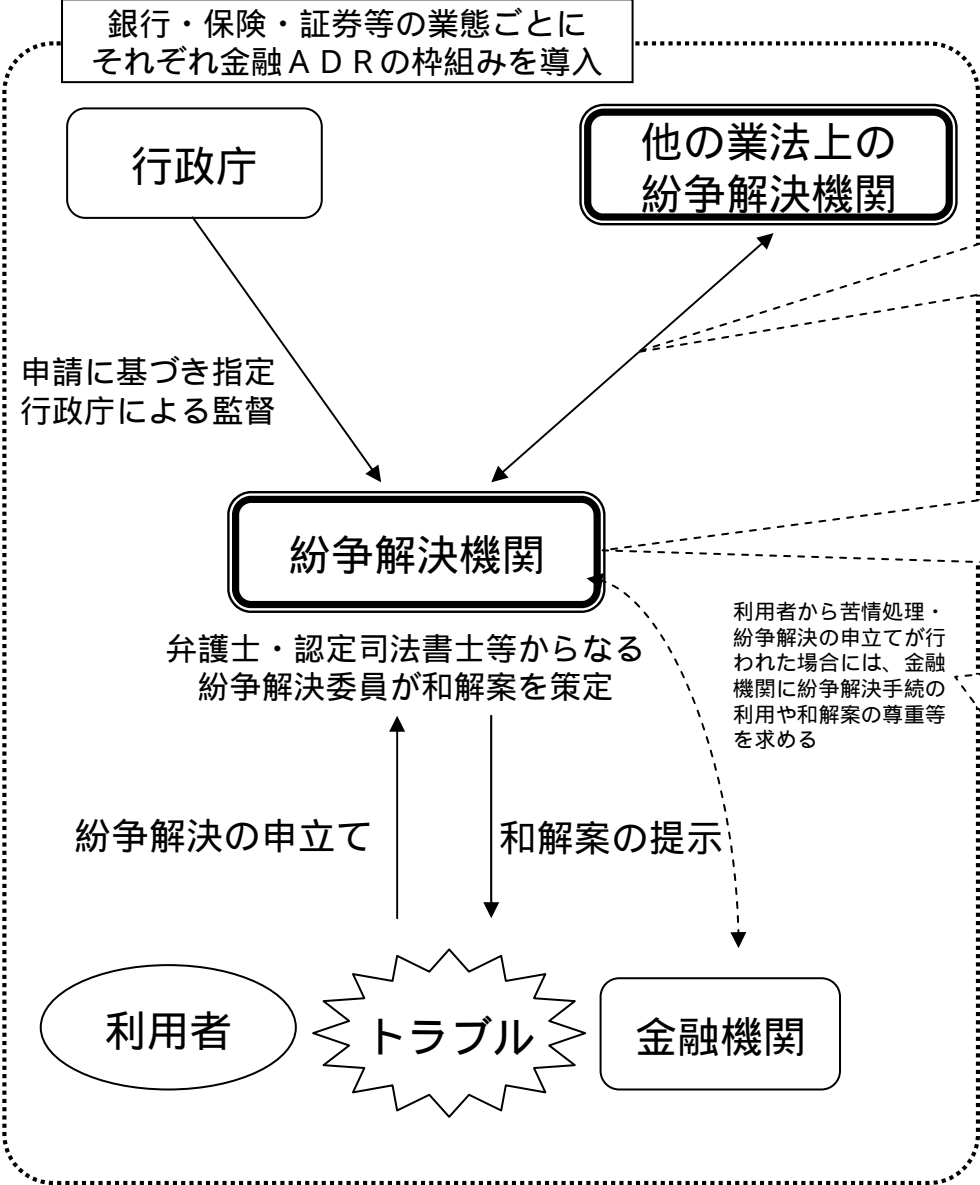 銀行・保険・証券等の業態ごとに
それぞれ金融ＡＤＲの枠組みを導入
行政庁
他の業法上の
紛争解決機関
申請に基づき指定
行政庁による監督
紛争解決機関
弁護士・認定司法書士等からなる
紛争解決委員が和解案を策定
利用者から苦情処理・
紛争解決の申立てが行
われた場合には、金融
機関に紛争解決手続の
利用や和解案の尊重等
を求める
紛争解決の申立て
和解案の提示
利用者
トラブル
金融機関